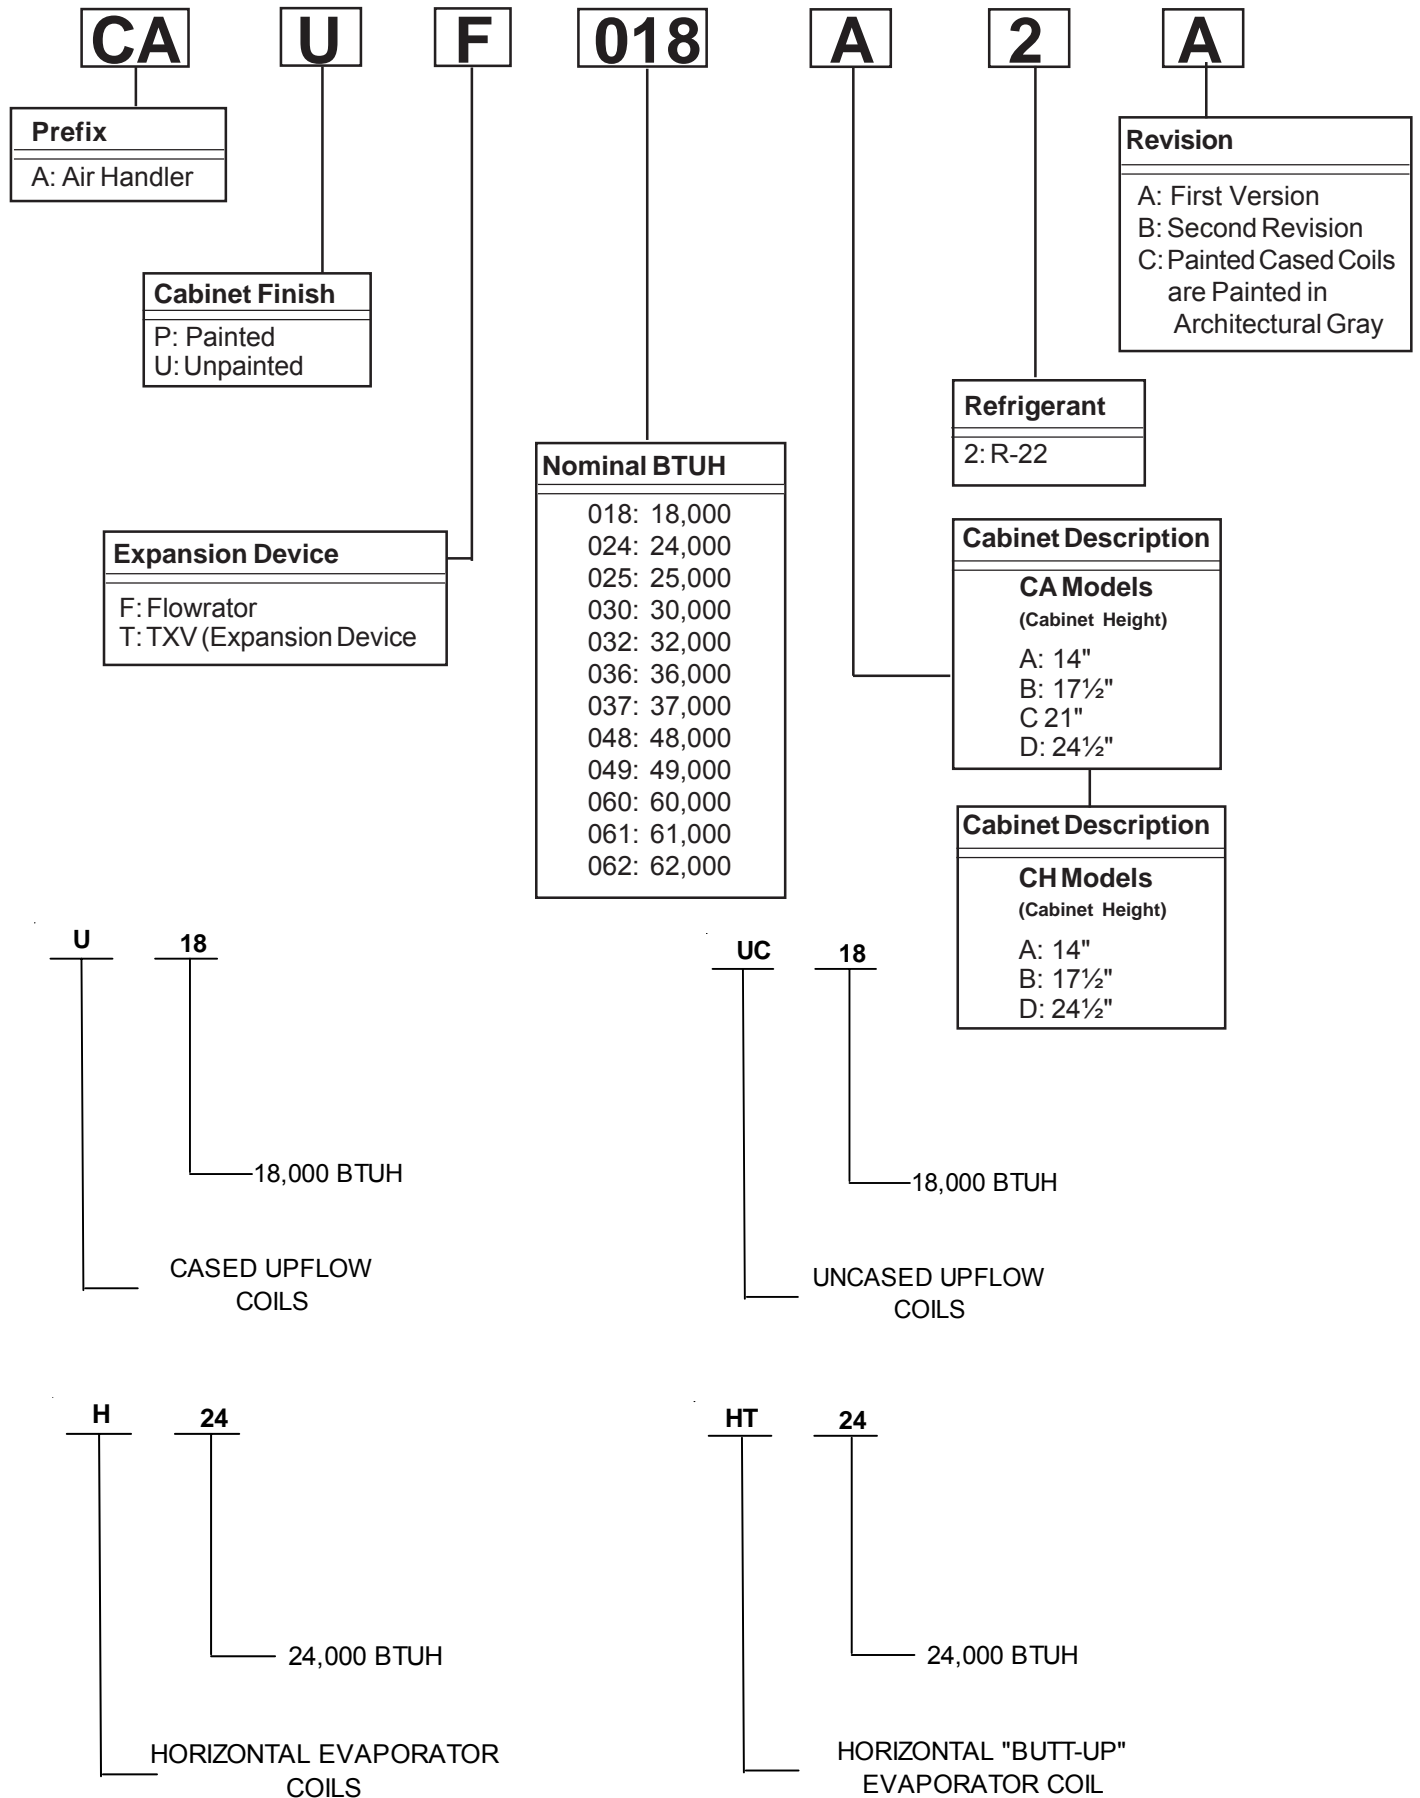 CA U F 018 A 2 A
Prefix
A: Air Handler
Cabinet Finish
P: Painted
U: Unpainted
Expansion Device
F: Flowrator
T: TXV (Expansion Device
Nominal BTUH
018: 18,000
024: 24,000
025: 25,000
030: 30,000
032: 32,000
036: 36,000
037: 37,000
048: 48,000
049: 49,000
060: 60,000
061: 61,000
062: 62,000
Revision
A: First Version
B: Second Revision
C: Painted Cased Coils
are Painted in
Architectural Gray
Refrigerant
2: R-22
Cabinet Description
CA Models
(Cabinet Height)
A: 14"
B: 17½"
C 21"
D: 24½"
Cabinet Description
CH Models
(Cabinet Height)
A: 14"
B: 17½"
D: 24½"
U 18
18,000 BTUH
CASED UPFLOW
COILS
UC 18
18,000 BTUH
UNCASED UPFLOW
COILS
H 24
24,000 BTUH
HORIZONTAL EVAPORATOR
COILS
HT 24
24,000 BTUH
HORIZONTAL "BUTT-UP"
EVAPORATOR COIL